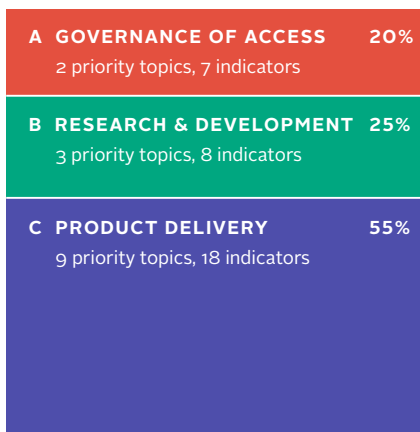 A GOVERNANCE OF ACCESS 20%
2 priority topics, 7 indicators
B RESEARCH & DEVELOPMENT 25%
3 priority topics, 8 indicators
C PRODUCT DELIVERY 55%
9 priority topics, 18 indicators